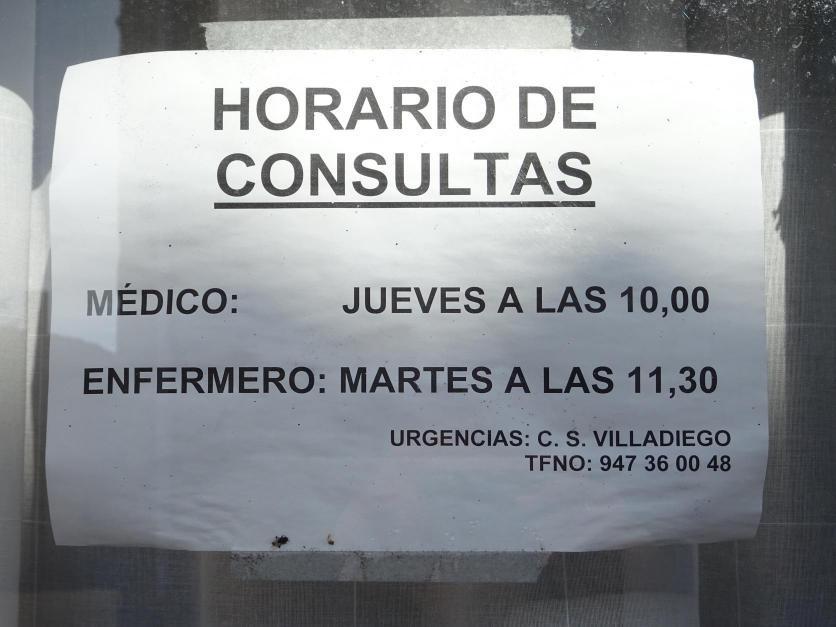 HORARIO DE
CONSULTAS
MÉDICO: JUEVES A LAS 10,00
ENFERMERO: MARTES A LAS 11,30
URGENCIAS: C. S. VILLADIEGO
TFNO: 947 36 00 48